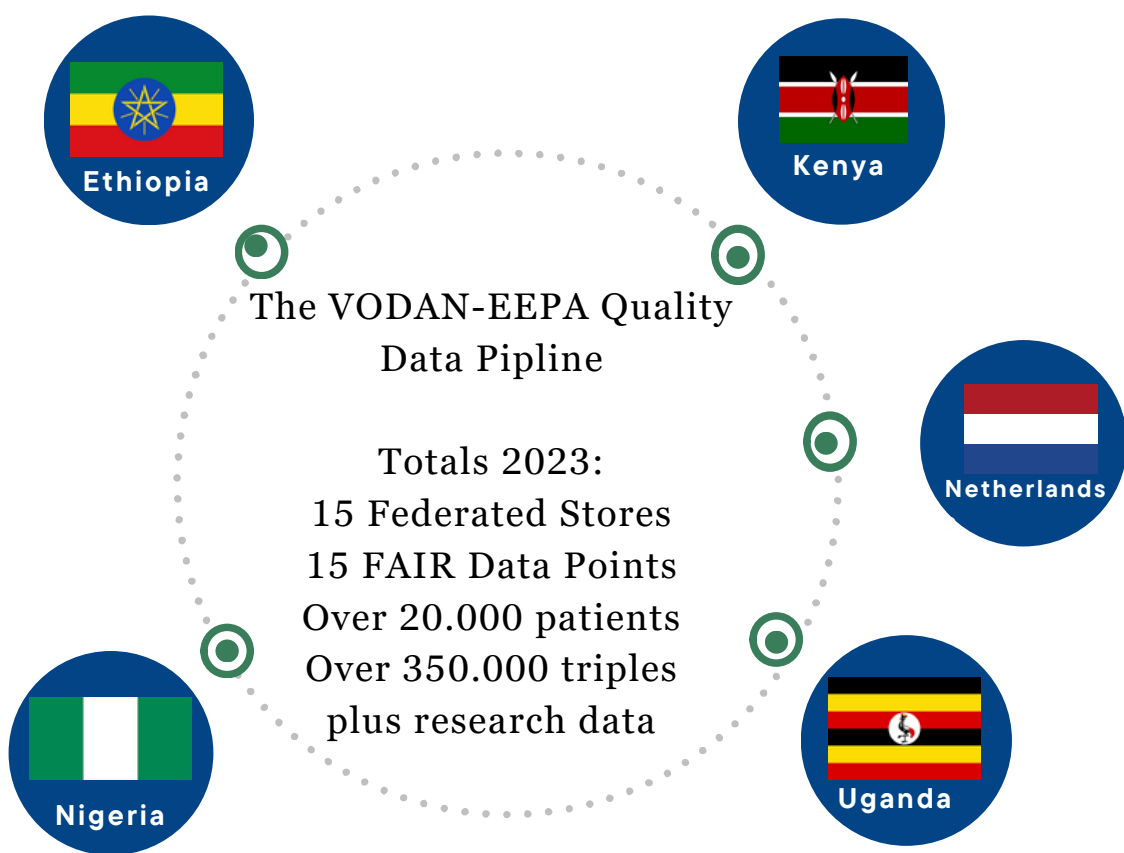 Ethiopia
Kenya
The VODAN-EEPA Quality
Data Pipline
Totals 2023:
15 Federated Stores
15 FAIR Data Points
Over 20.000 patients
Over 350.000 triples
plus research data
Netherlands
Nigeria
Uganda